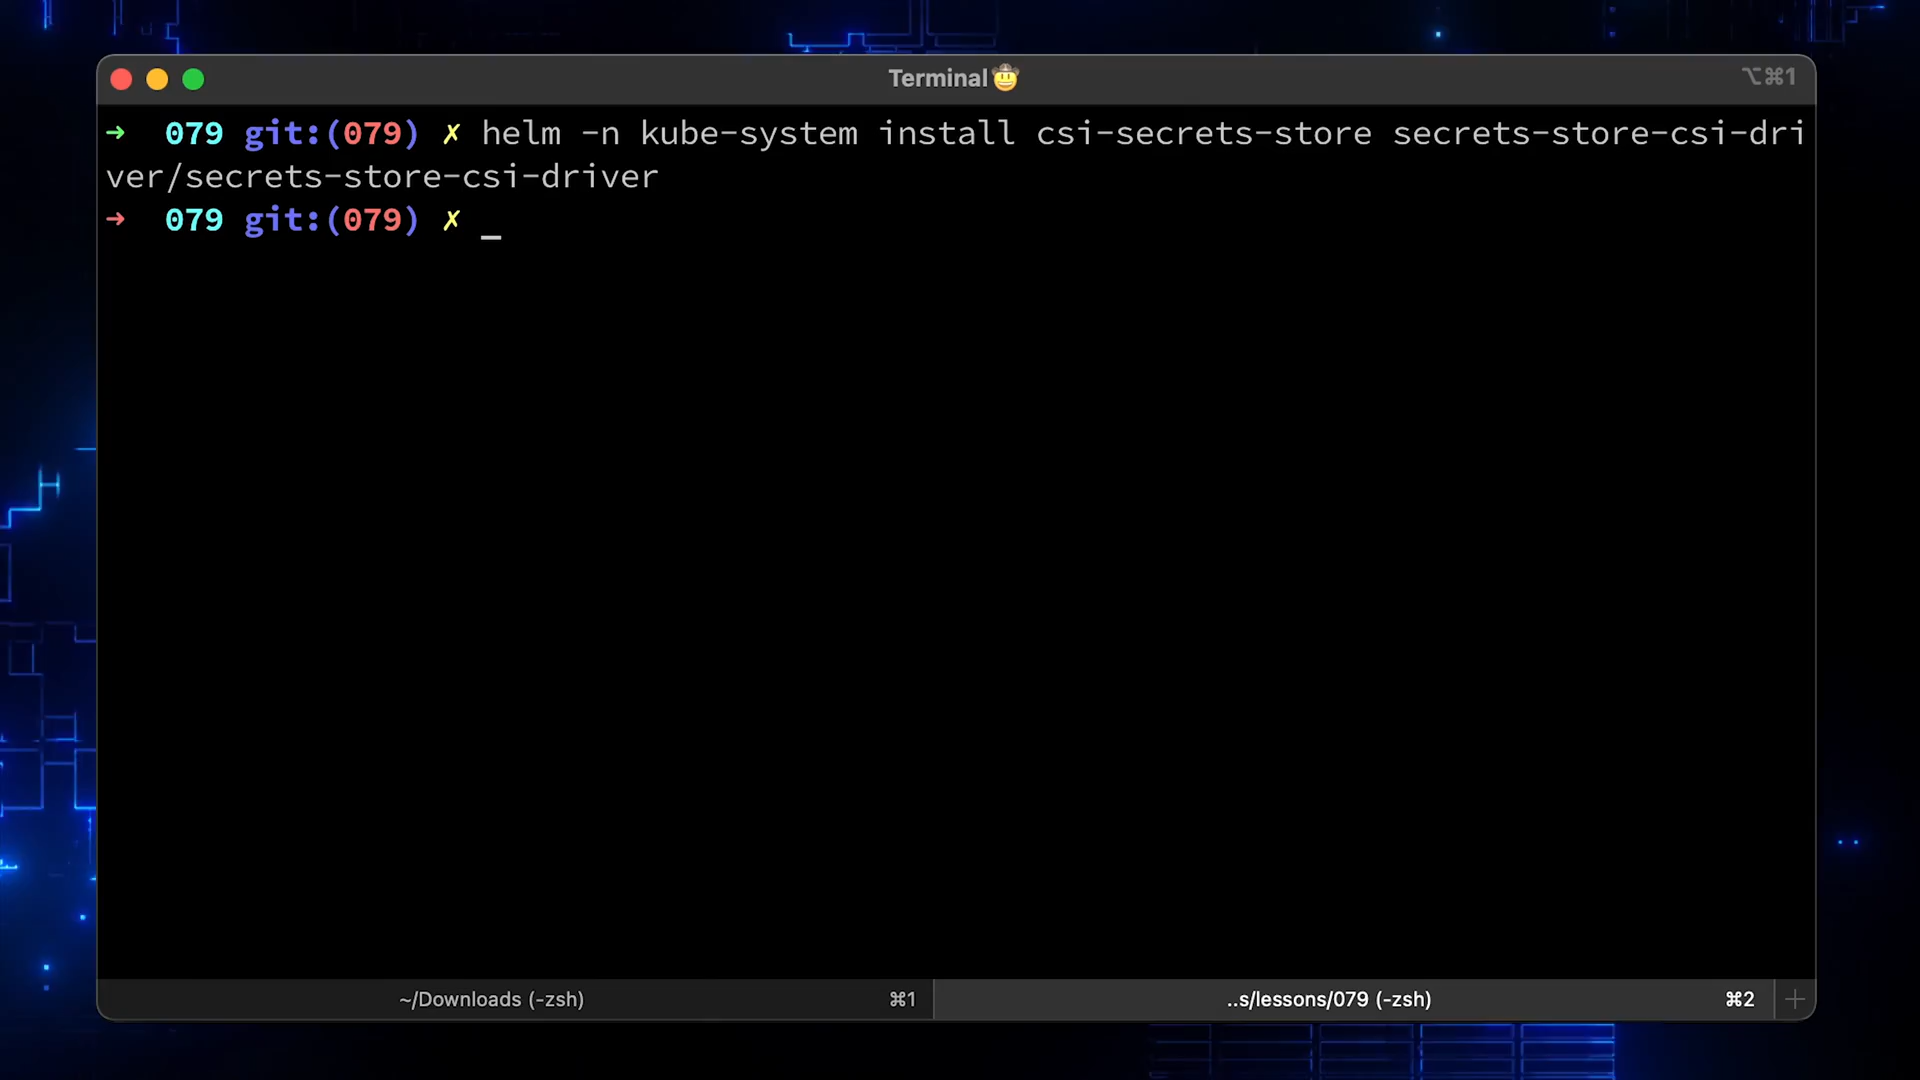 Terminal🤠
⌥⌘1
➜ 079 git:(079) ✗ helm -n kube-system install csi-secrets-store secrets-store-csi-dri
ver/secrets-store-csi-driver
➜ 079 git:(079) ✗ _
~/Downloads (-zsh) ⌘1
..s/lessons/079 (-zsh) ⌘2